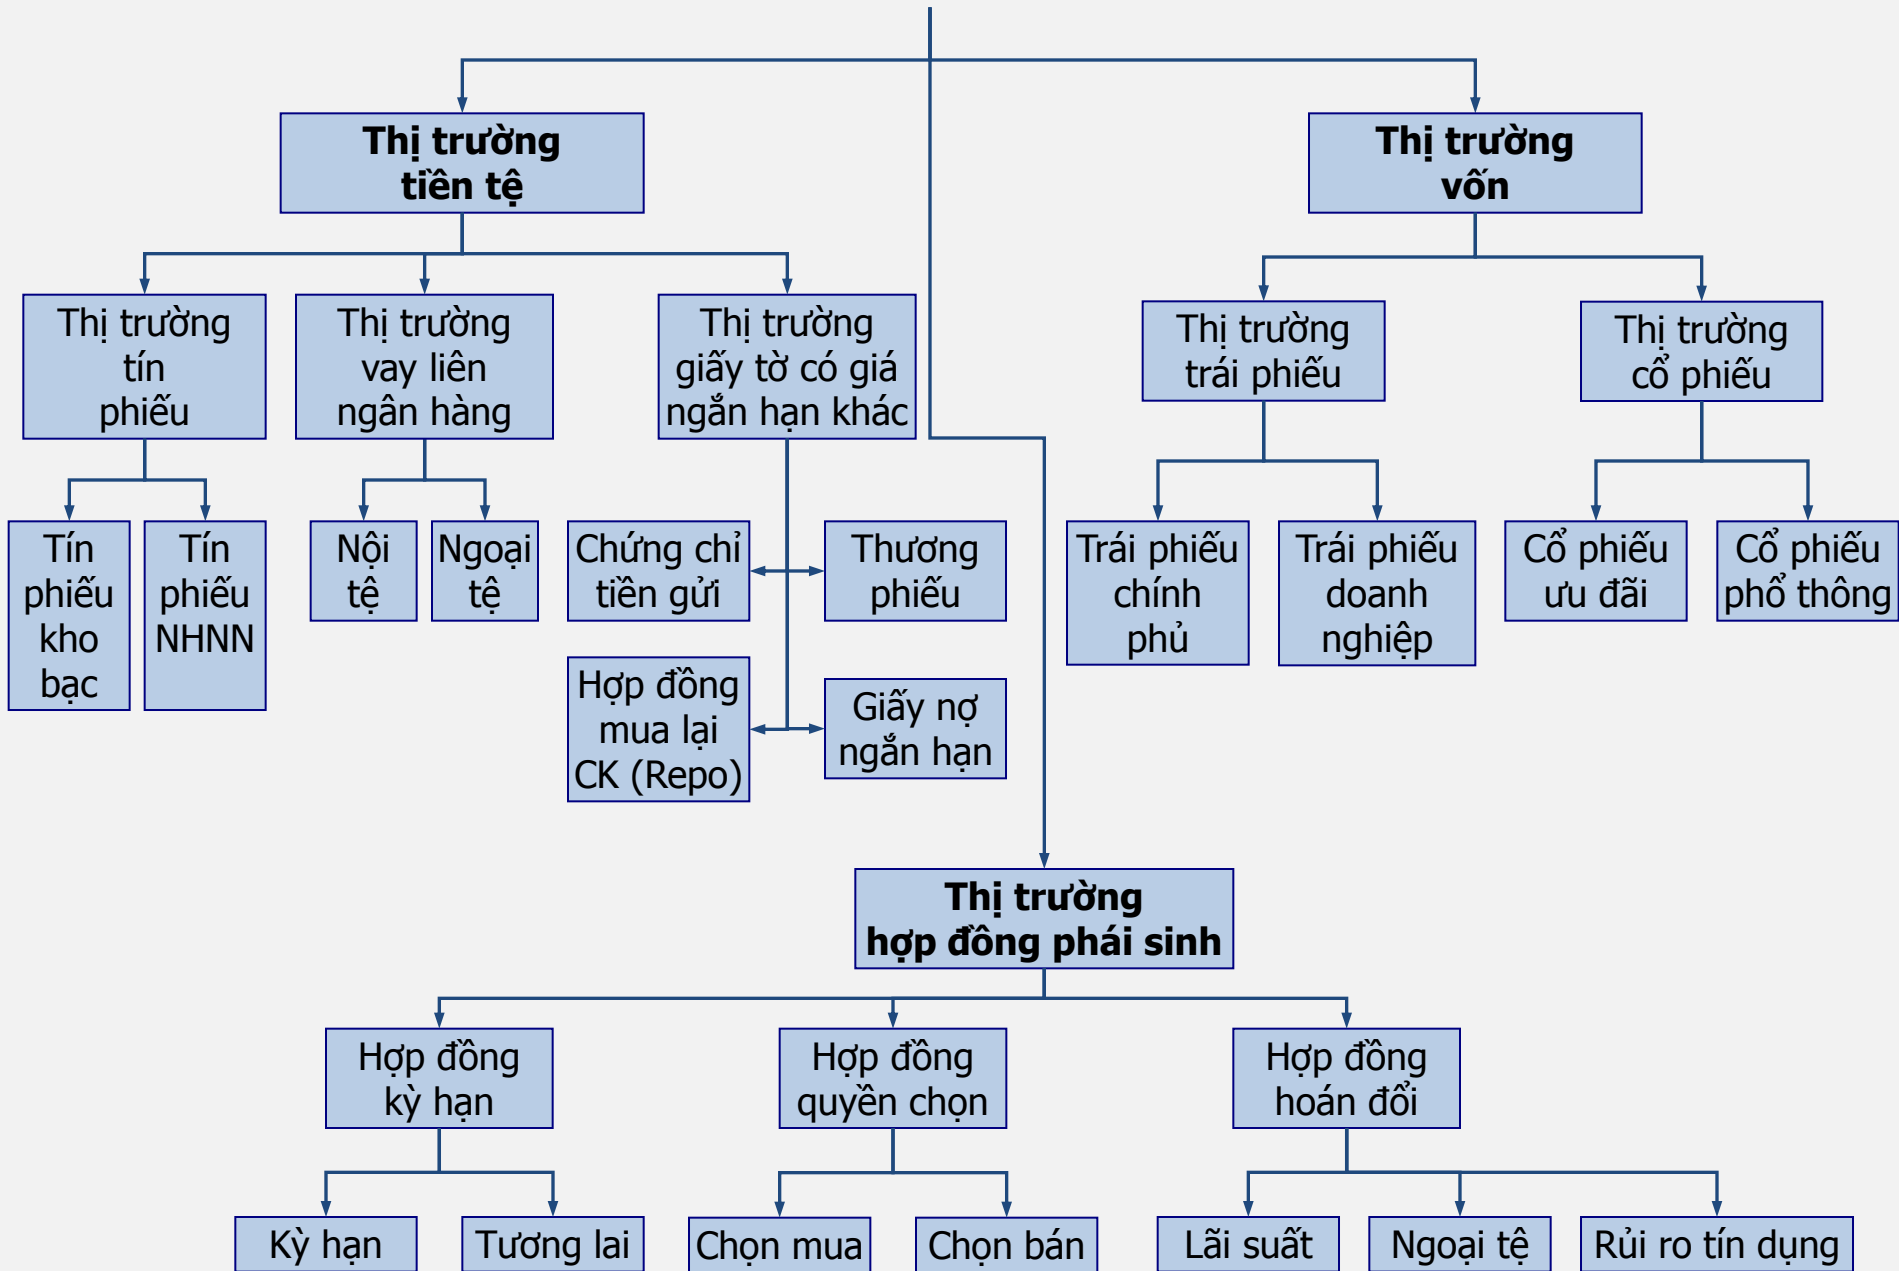 Thị trường
tiền tệ
Thị trường
vốn
Thị trường
tín
phiếu
Thị trường
vay liên
ngân hàng
Thị trường
giấy tờ có giá
ngắn hạn khác
Thị trường
trái phiếu
Thị trường
cổ phiếu
Tín
phiếu
kho
bạc
Tín
phiếu
NHNN
Nội
tệ
Ngoại
tệ
Chứng chỉ
tiền gửi
Thương
phiếu
Hợp đồng
mua lại
CK (Repo)
Giấy nợ
ngắn hạn
Trái phiếu
chính
phủ
Trái phiếu
doanh
nghiệp
Cổ phiếu
ưu đãi
Cổ phiếu
phổ thông
Thị trường
hợp đồng phái sinh
Hợp đồng
kỳ hạn
Hợp đồng
quyền chọn
Hợp đồng
hoán đổi
Kỳ hạn
Tương lai
Chọn mua
Chọn bán
Lãi suất
Ngoại tệ
Rủi ro tín dụng